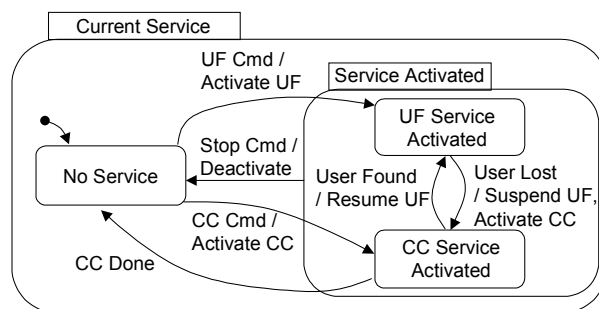 Current Service
UF Cmd /
Activate UF
Service Activated
UF Service
Activated
Stop Cmd /
Deactivate
No Service
User Found
/ Resume UF
User Lost
/ Suspend UF,
Activate CC
CC Cmd /
Activate CC
CC Done
CC Service
Activated